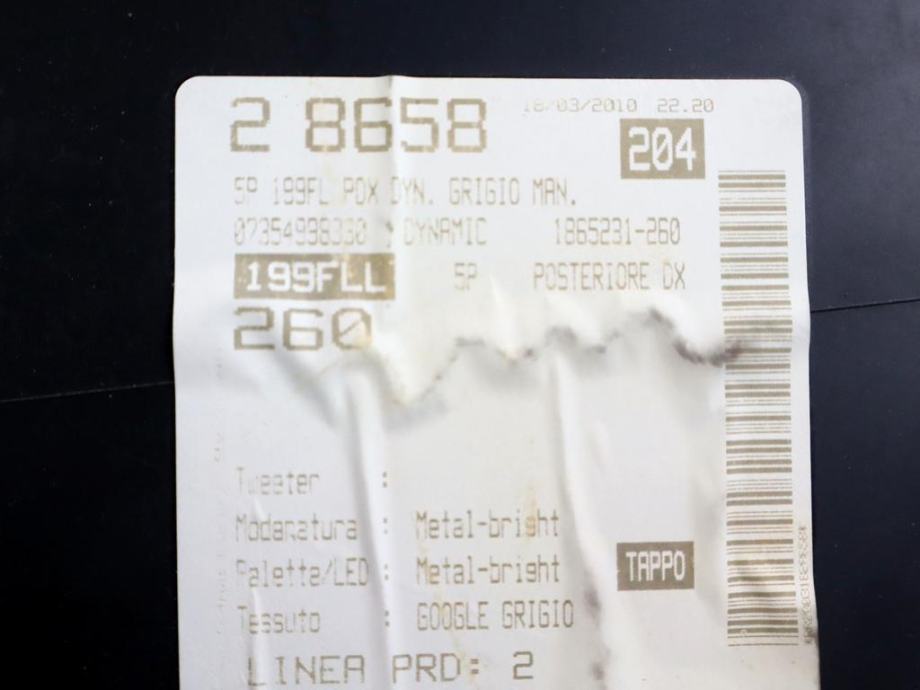 2 8658 18/03/2010 22.20
204
5P 199FL PDX DYN. GRIGIO MAN.
07354998330 DYNAMIC 1865231-260
199FLL 5P POSTERIORE DX
260
Tweeter :
Modanatura : Metal-bright
Palette/LED : Metal-bright
TAPPO
Tessuto : GOOGLE GRIGIO
LINEA PRD: 2